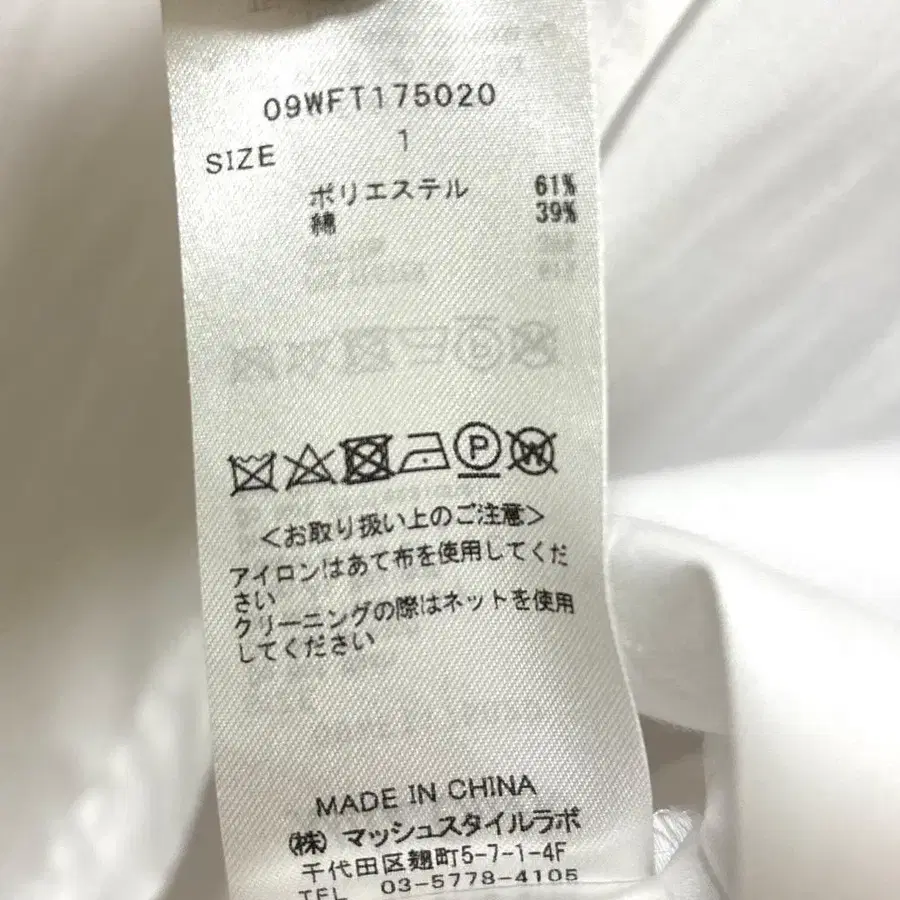 09WFT175020
SIZE 1
ポリエステル 61%
綿 39%
P W
<お取り扱い上のご注意>
アイロンはあて布を使用してくだ
さい
クリーニングの際はネットを使用
してください
MADE IN CHINA
(株)マッシュスタイルラボ
千代田区麹町5-7-1-4F
TEL 03-5778-4105